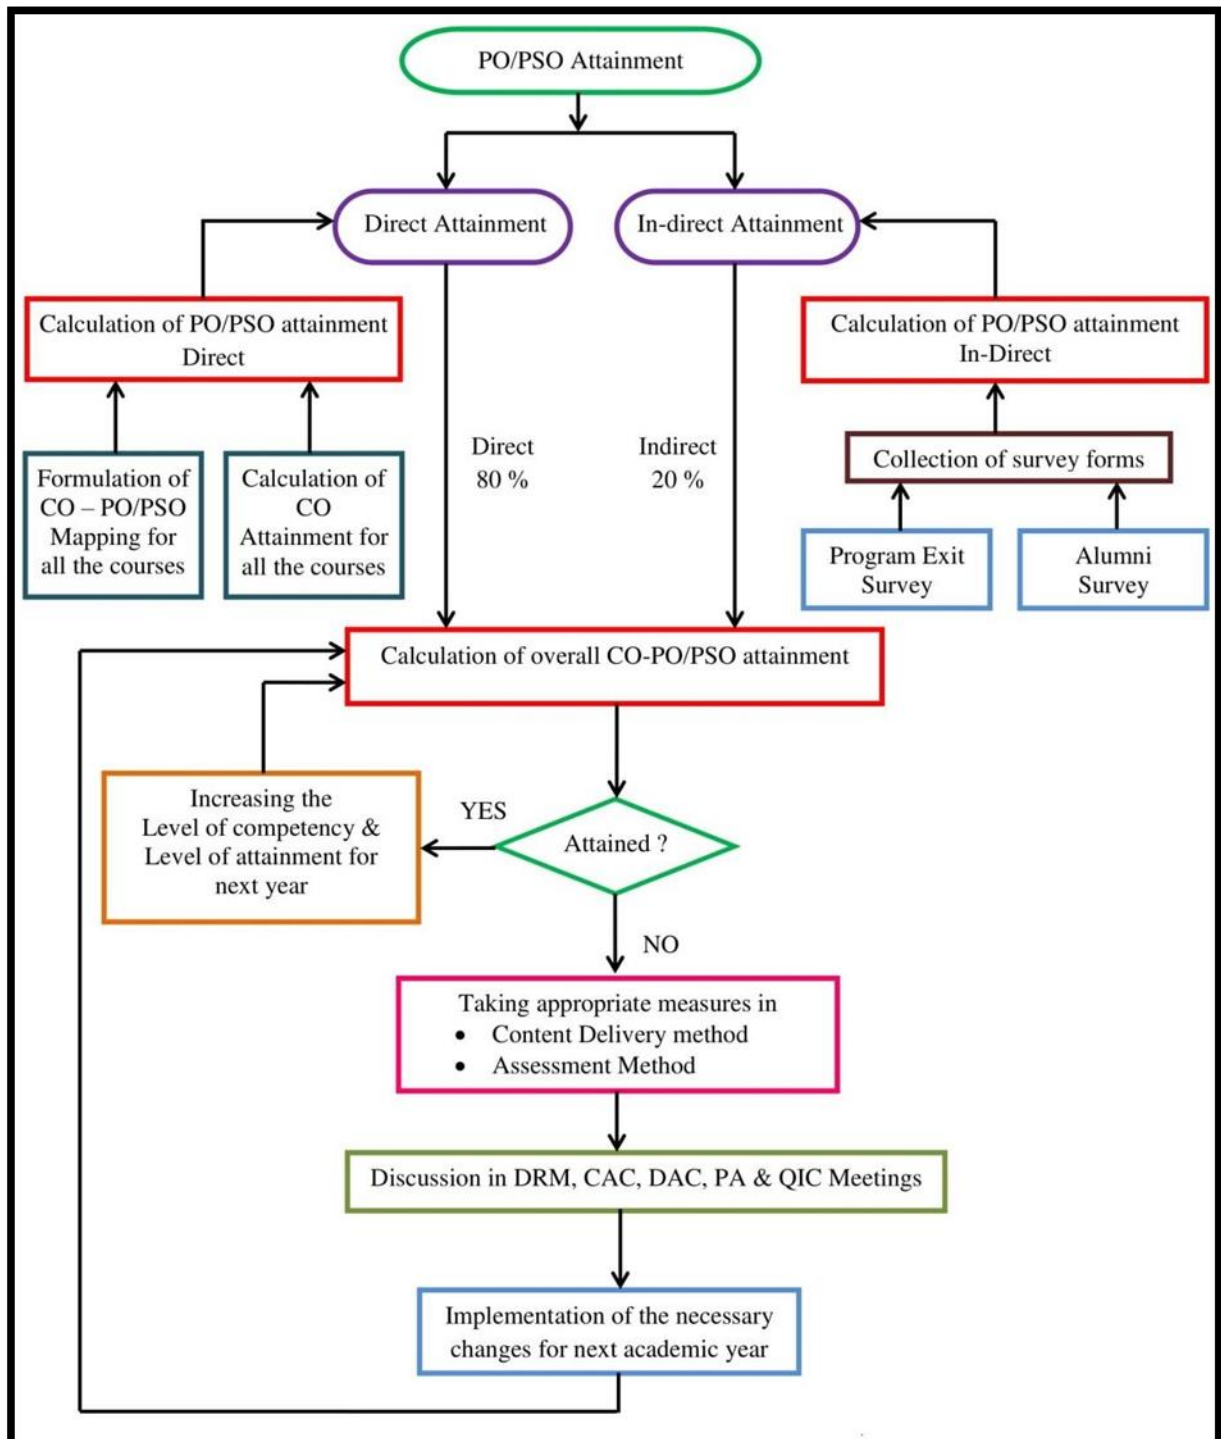 PO/PSO Attainment
Direct Attainment
In-direct Attainment
Calculation of PO/PSO attainment
Direct
Calculation of PO/PSO attainment
In-Direct
Direct
80 %
Indirect
20 %
Collection of survey forms
Formulation of
CO – PO/PSO
Mapping for
all the courses
Calculation of
CO
Attainment for
all the courses
Program Exit
Survey
Alumni
Survey
Calculation of overall CO-PO/PSO attainment
Increasing the
Level of competency &
Level of attainment for
next year
YES
Attained ?
NO
Taking appropriate measures in
• Content Delivery method
• Assessment Method
Discussion in DRM, CAC, DAC, PA & QIC Meetings
Implementation of the necessary
changes for next academic year